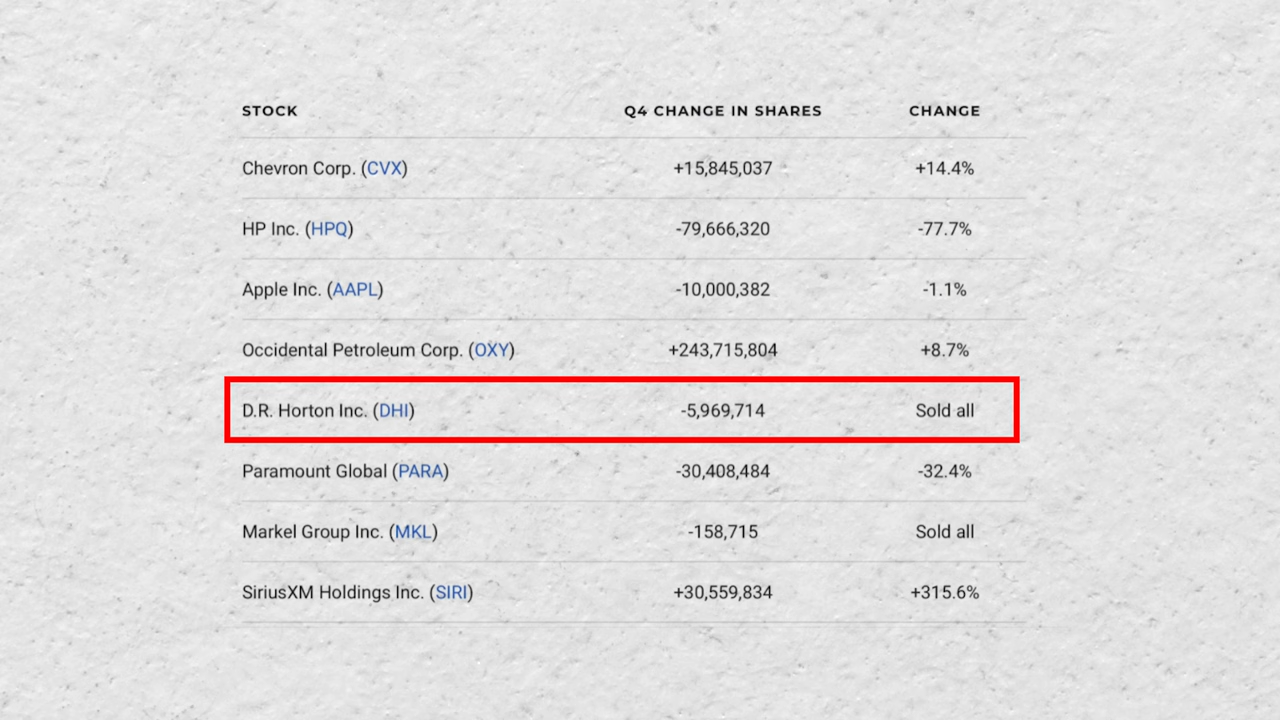 STOCK Q4 CHANGE IN SHARES CHANGE
Chevron Corp. (CVX) +15,845,037 +14.4%
HP Inc. (HPQ) -79,666,320 -77.7%
Apple Inc. (AAPL) -10,000,382 -1.1%
Occidental Petroleum Corp. (OXY) +243,715,804 +8.7%
D.R. Horton Inc. (DHI) -5,969,714 Sold all
Paramount Global (PARA) -30,408,484 -32.4%
Markel Group Inc. (MKL) -158,715 Sold all
SiriusXM Holdings Inc. (SIRI) +30,559,834 +315.6%